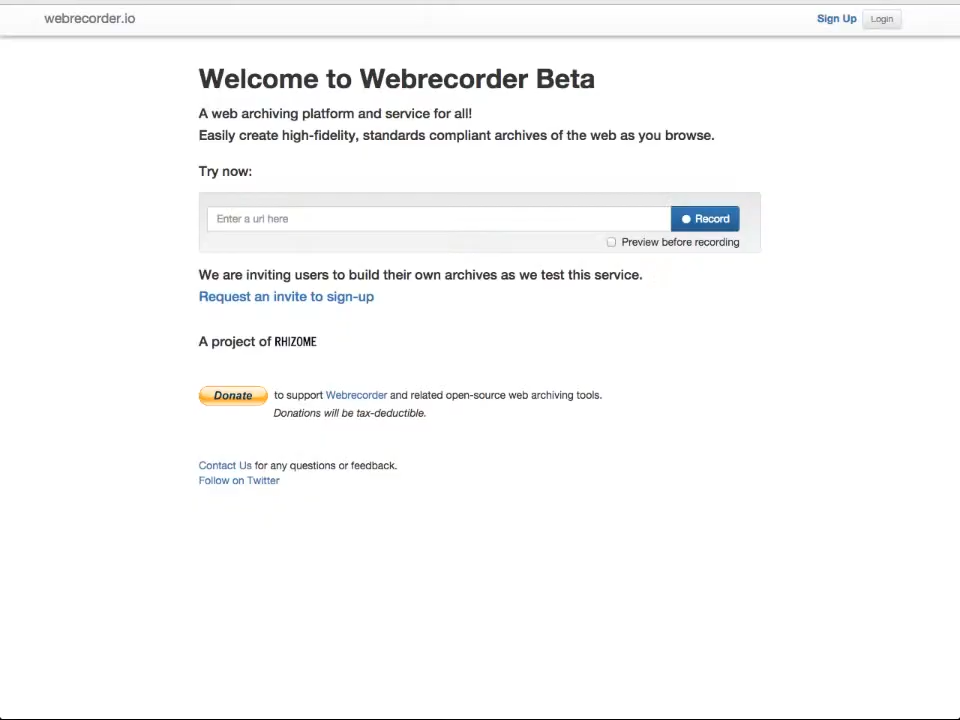 webrecorder.io
Sign Up
Login
Welcome to Webrecorder Beta
A web archiving platform and service for all!
Easily create high-fidelity, standards compliant archives of the web as you browse.
Try now:
Enter a url here
Record
Preview before recording
We are inviting users to build their own archives as we test this service.
Request an invite to sign-up
A project of RHIZOME
Donate to support Webrecorder and related open-source web archiving tools.
Donations will be tax-deductible.
Contact Us for any questions or feedback.
Follow on Twitter